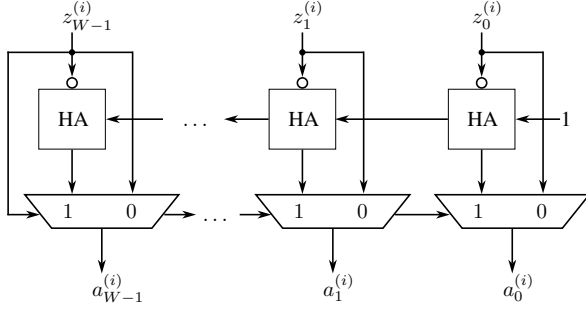 z_{W-1}^{(i)} z_1^{(i)} z_0^{(i)}
HA ... HA HA 1
1 0 ... 1 0 1 0
a_{W-1}^{(i)} a_1^{(i)} a_0^{(i)}